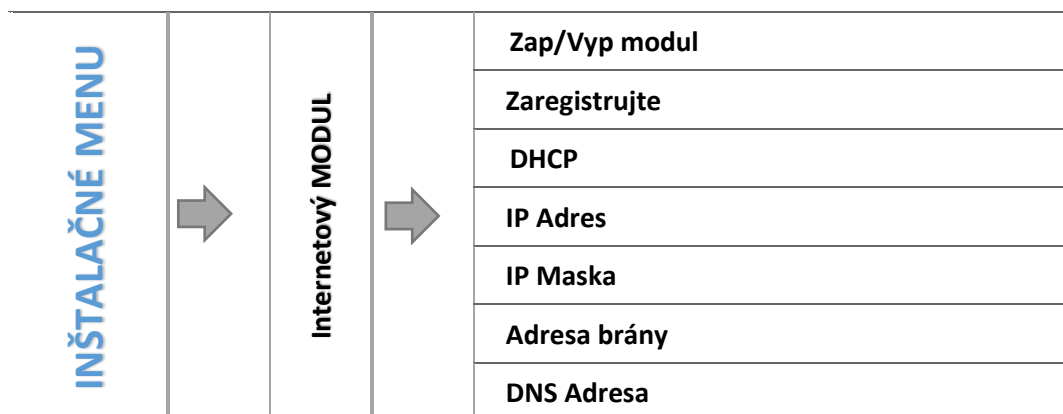 INŠTALAČNÉ MENU
Internetový MODUL
Zap/Vyp modul
Zaregistrujte
DHCP
IP Adres
IP Maska
Adresa brány
DNS Adresa